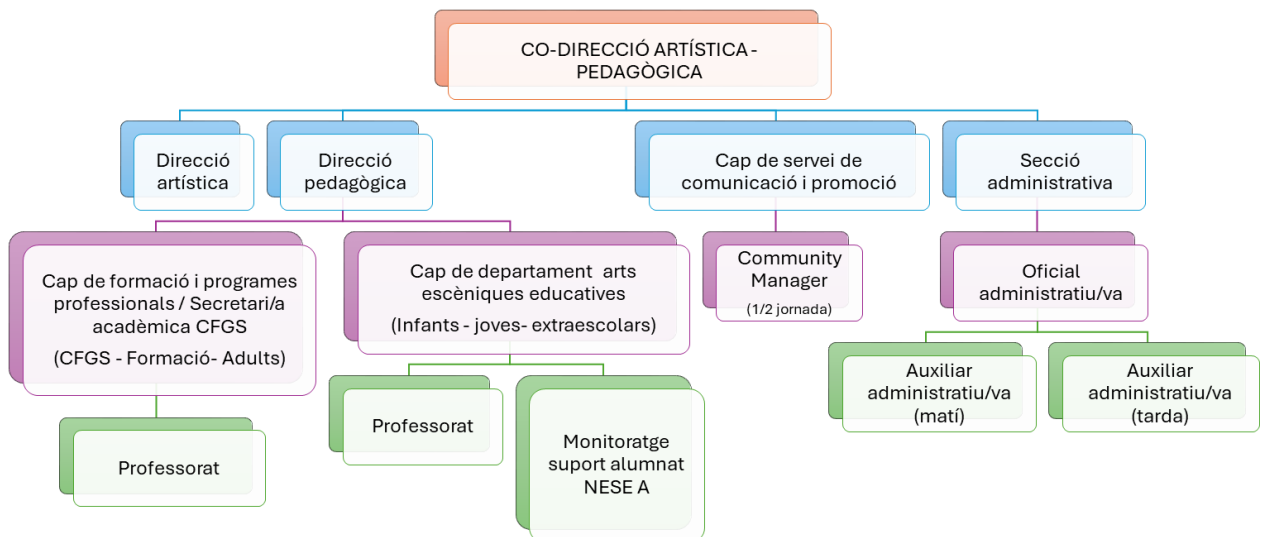 CO-DIRECCIÓ ARTÍSTICA -
PEDAGÒGICA
Direcció
artística
Direcció
pedagògica
Cap de servei de
comunicació i promoció
Secció
administrativa
Cap de formació i programes
professionals / Secretari/a
acadèmica CFGS
(CFGS - Formació- Adults)
Cap de departament  arts
escèniques educatives
(Infants - joves- extraescolars)
Community
Manager
(1/2 jornada)
Oficial
administratiu/va
Professorat
Professorat
Monitoratge
suport alumnat
NESE A
Auxiliar
administratiu/va
(matí)
Auxiliar
administratiu/va
(tarda)